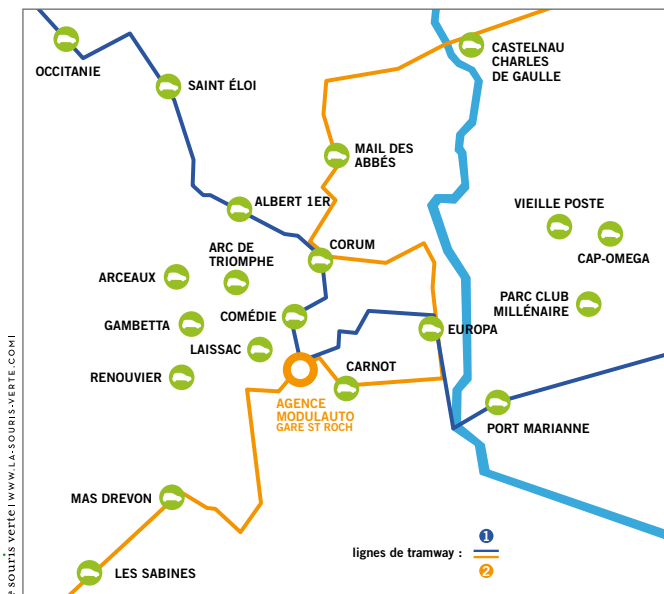 OCCITANIE
SAINT ÉLOI
CASTELNAU
CHARLES
DE GAULLE
MAIL DES
ABBÉS
ALBERT 1ER
VIEILLE POSTE
CAP-OMEGA
ARC DE
TRIOMPHE
CORUM
ARCEAUX
PARC CLUB
MILLÉNAIRE
GAMBETTA
COMÉDIE
EUROPA
LAISSAC
RENOUVIER
CARNOT
AGENCE
MODULAUTO
GARE ST ROCH
PORT MARIANNE
MAS DREVON
LES SABINES
lignes de tramway :
1
2
souris verte | WWW.LA-SOURIS-VERTE.COM